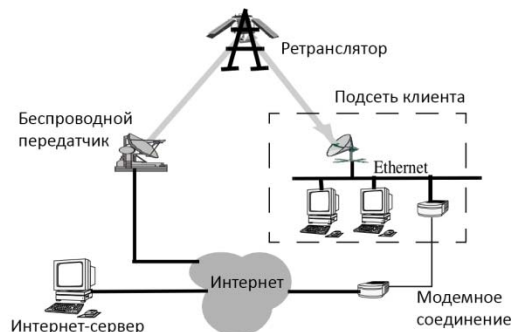 Ретранслятор
Подсеть клиента
Беспроводной
передатчик
Ethernet
Интернет
Модемное
соединение
Интернет-сервер